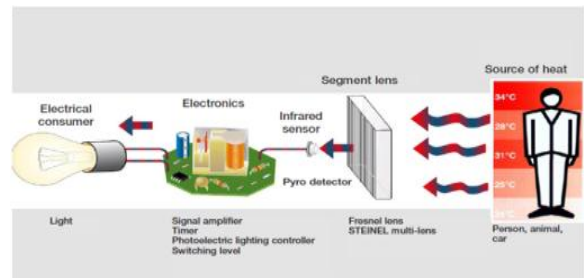 Source of heat
Segment lens
Electrical
consumer
Electronics
Infrared
sensor
34°C
28°C
31°C
25°C
Pyro detector
Light
Signal amplifier
Timer
Photoelectric lighting controller
Switching level
Fresnel lens
STEINEL multi-lens
Person, animal,
car